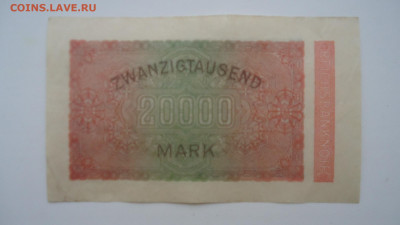 COINS.LAVE.RU
ZWANZIGTAUSEND
20000
MARK